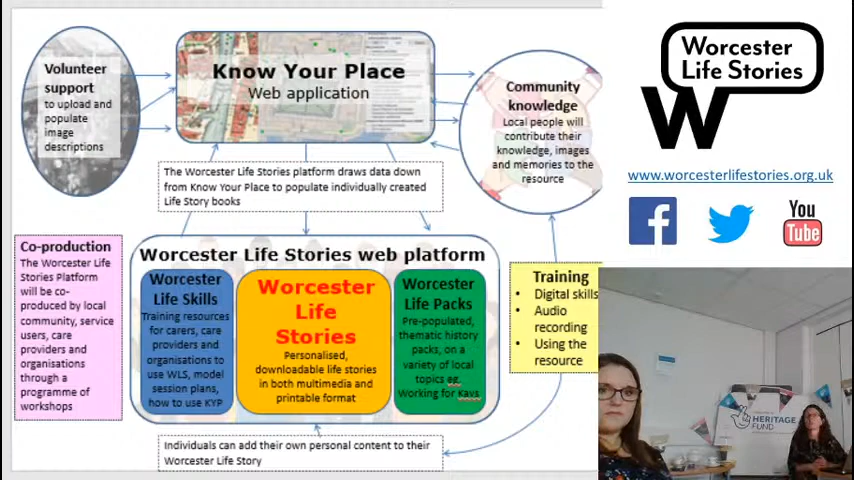 Volunteer
support
to upload and
populate
image
descriptions
Know Your Place
Web application
Community
knowledge
Local people will
contribute their
knowledge, images
and memories to the
resource
The Worcester Life Stories platform draws data down
from Know Your Place to populate individually created
Life Story books
Co-production
The Worcester Life
Stories Platform
will be co-
produced by local
community, service
users, care
providers and
organisations
through a
programme of
workshops
Worcester Life Stories web platform
Worcester
Life Skills
Training resources
for carers, care
providers and
organisations to
use WLS, model
session plans,
how to use KYP
Worcester
Life
Stories
Personalised,
downloadable life stories
in both multimedia and
printable format
Worcester
Life Packs
Pre-populated,
thematic history
packs, on a
variety of local
topics eg.
Working for Kays
Training
• Digital skills
• Audio
recording
• Using the
resource
Individuals can add their own personal content to their
Worcester Life Story
Worcester
Life Stories
W
www.worcesterlifestories.org.uk
You
Tube
HERITAGE
FUND